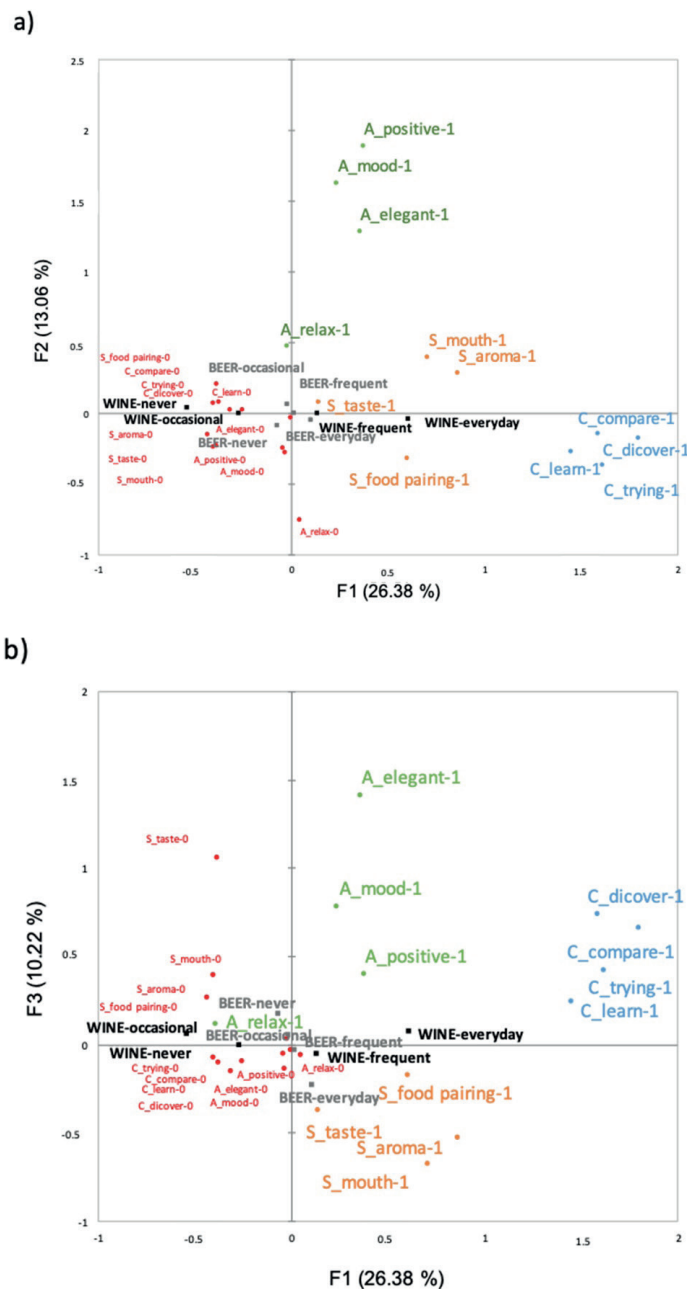 a)
2.5
2
1.5
1
0.5
0
-0.5
-1
-1
-0.5
0
0.5
1
1.5
2
F2 (13.06 %)
F1 (26.38 %)
A_positive-1
A_mood-1
A_elegant-1
A_relax-1
S_mouth-1
S_aroma-1
S_food pairing-0
BEER-occasional
C_compare-0
C_trying-0
BEER-frequent
C_dicover-0
C_learn-0
WINE-never
S_taste-1
WINE-occasional
A_elegant-0
WINE-frequent
WINE-everyday
C_compare-1
S_aroma-0
BEER-never
BEER-everyday
C_dicover-1
S_taste-0
A_positive-0
C_learn-1
S_mouth-0
A_mood-0
S_food pairing-1
C_trying-1
A_relax-0
b)
2
1.5
1
0.5
0
-0.5
-1
-1
-0.5
0
0.5
1
1.5
2
F3 (10.22 %)
F1 (26.38 %)
A_elegant-1
S_taste-0
A_mood-1
C_dicover-1
S_mouth-0
A_positive-1
C_compare-1
S_aroma-0
C_trying-1
S_food pairing-0
BEER-never
C_learn-1
WINE-occasional
A_relax-1
BEER-occasional
BEER-frequent
WINE-everyday
WINE-never
WINE-frequent
C_trying-0
A_positive-0
A_relax-0
C_compare-0
C_learn-0
A_elegant-0
BEER-everyday
S_food pairing-1
C_dicover-0
A_mood-0
S_taste-1
S_aroma-1
S_mouth-1